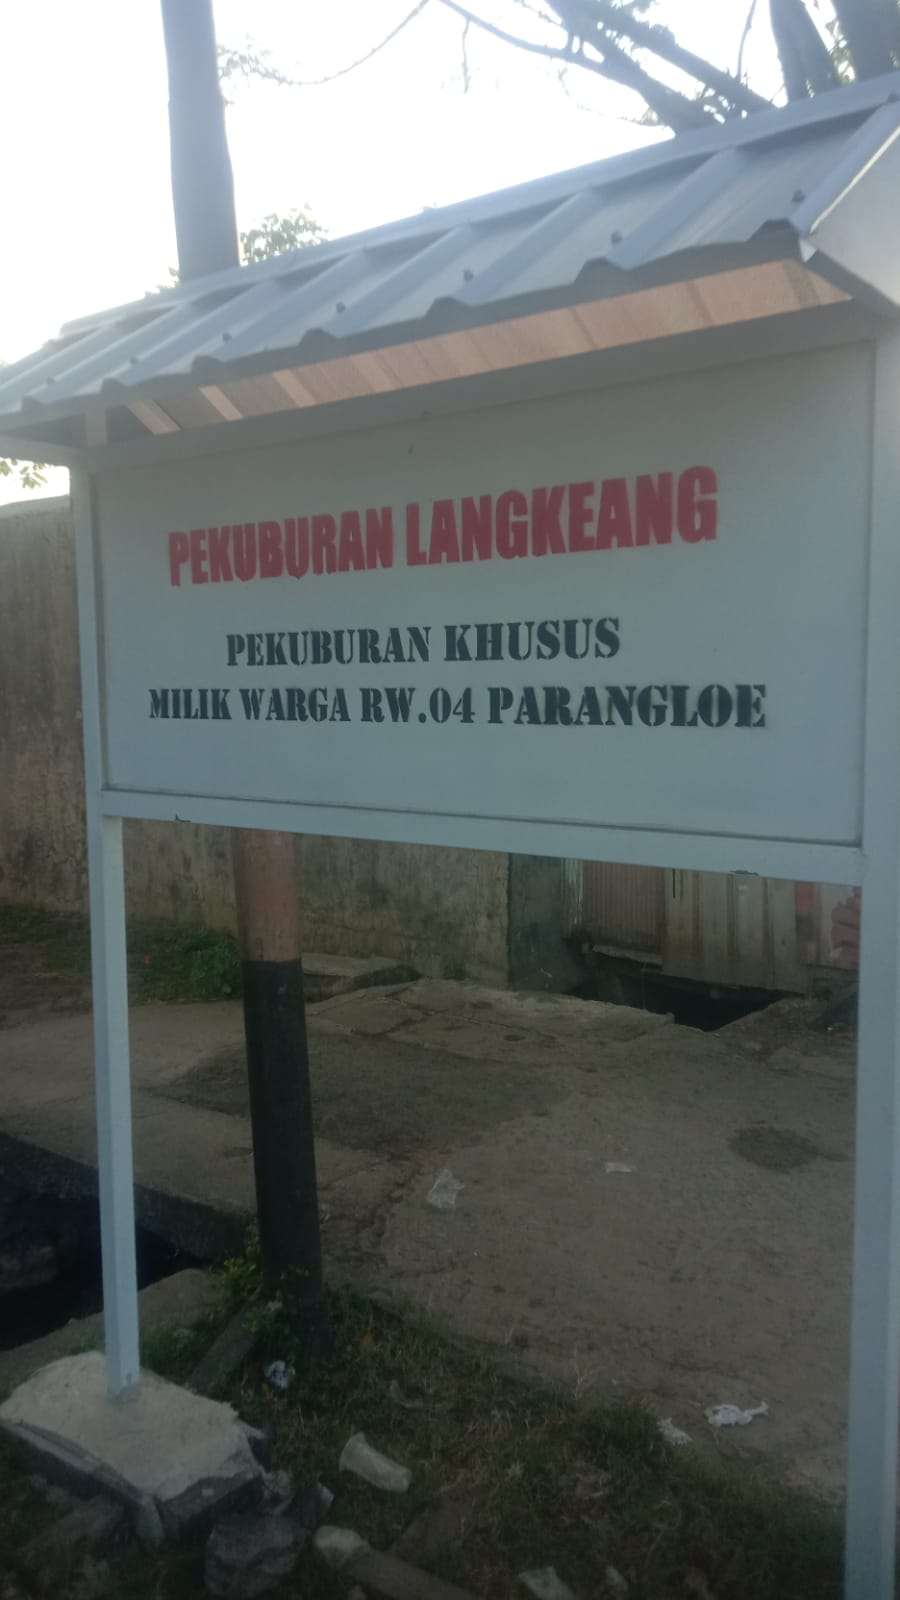 PEKUBURAN LANGKEANG
PEKUBURAN KHUSUS
MILIK WARGA RW.04 PARANGLOE